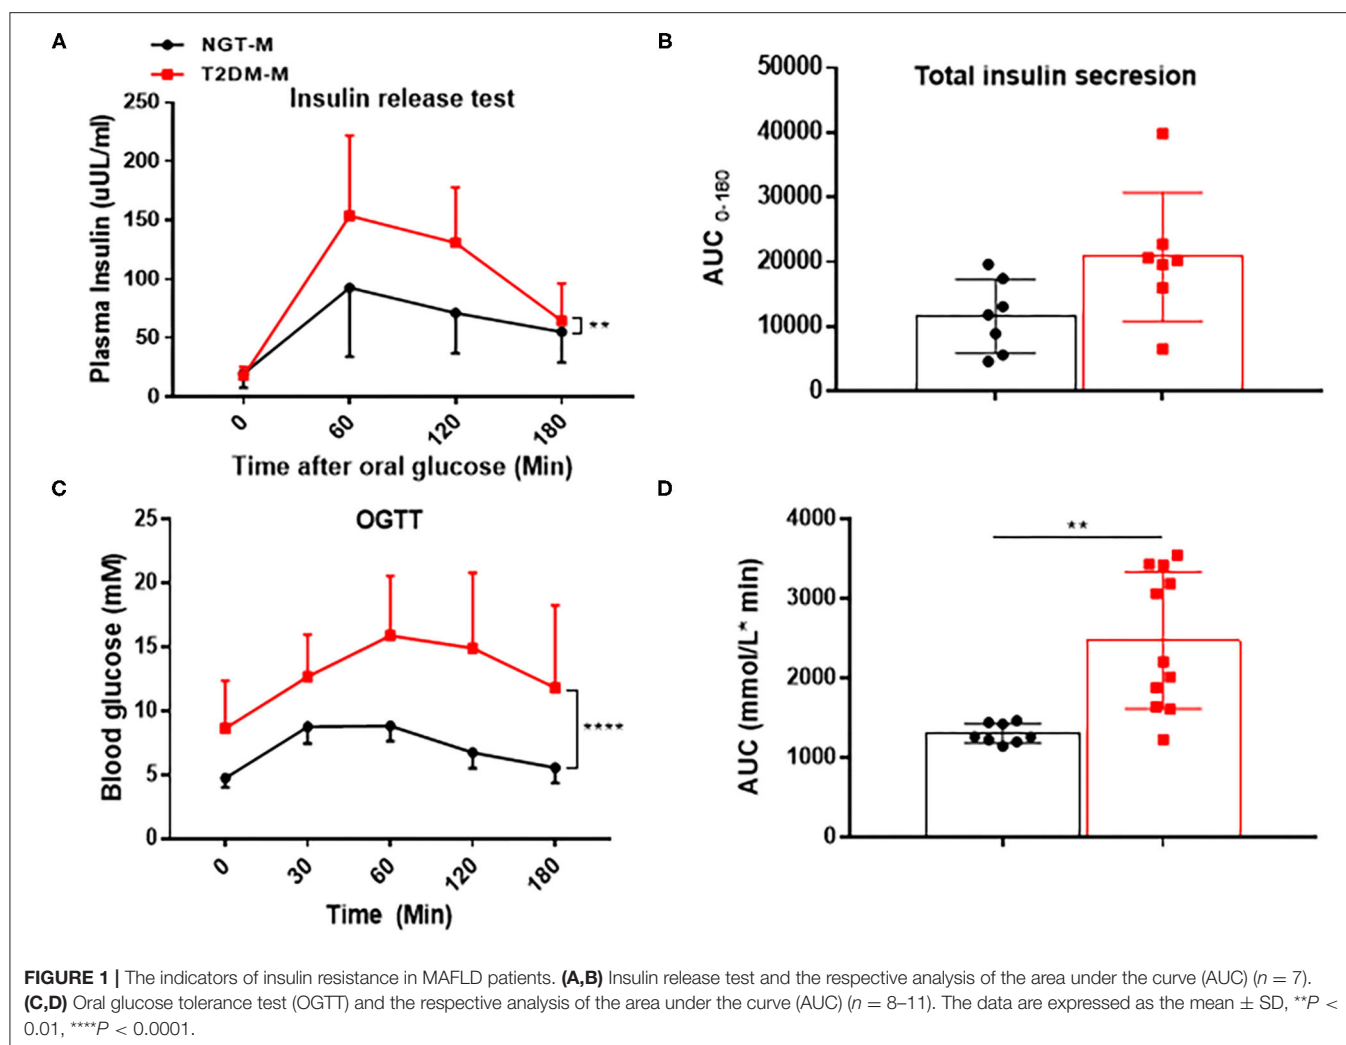 A
NGT-M
T2DM-M
Insulin release test
Plasma Insulin (uUL/ml)
250
200
150
100
50
0
**
0
60
120
180
Time after oral glucose (Min)
B
Total insulin secresion
AUC 0-180
50000
40000
30000
20000
10000
0
C
OGTT
Blood glucose (mM)
25
20
15
10
5
0
****
0
30
60
120
180
Time (Min)
D
AUC (mmol/L* min)
4000
3000
2000
1000
0
**
FIGURE 1 | The indicators of insulin resistance in MAFLD patients. (A,B) Insulin release test and the respective analysis of the area under the curve (AUC) (n = 7).
(C,D) Oral glucose tolerance test (OGTT) and the respective analysis of the area under the curve (AUC) (n = 8–11). The data are expressed as the mean ± SD, **P <
0.01, ****P < 0.0001.